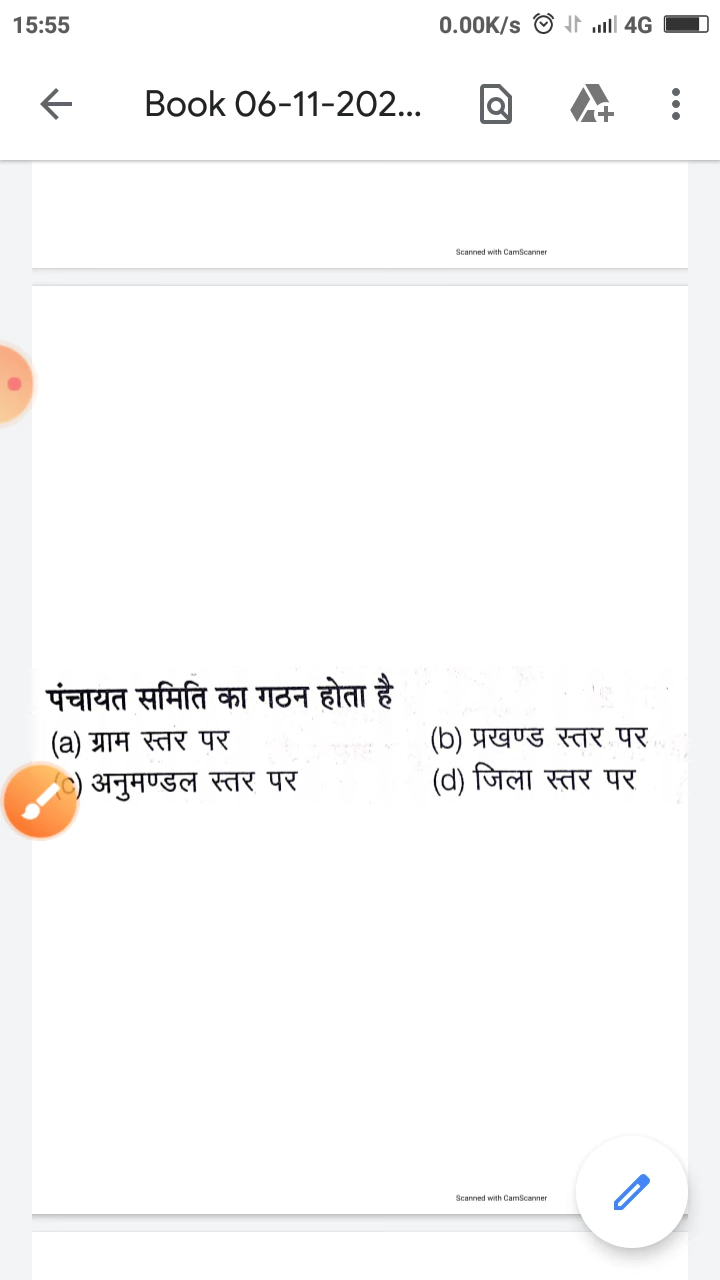 15:55 0.00K/s 4G
Book 06-11-202...
Scanned with CamScanner
पंचायत समिति का गठन होता है
(a) ग्राम स्तर पर (b) प्रखण्ड स्तर पर
(c) अनुमण्डल स्तर पर (d) जिला स्तर पर
Scanned with CamScanner